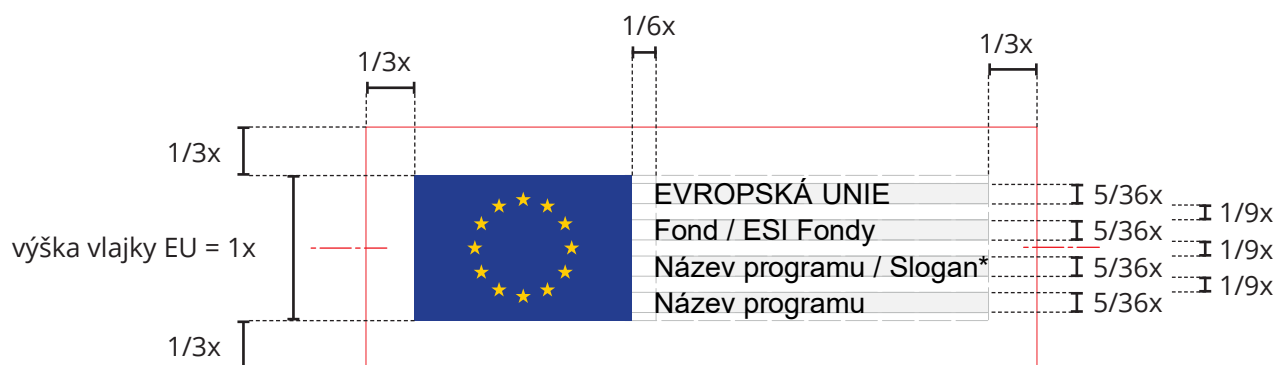 1/6x
1/3x
1/3x
1/3x
EVROPSKÁ UNIE
5/36x
1/9x
Fond / ESI Fondy
5/36x
výška vlajky EU = 1x
1/9x
Název programu / Slogan*
5/36x
1/9x
Název programu
5/36x
1/3x